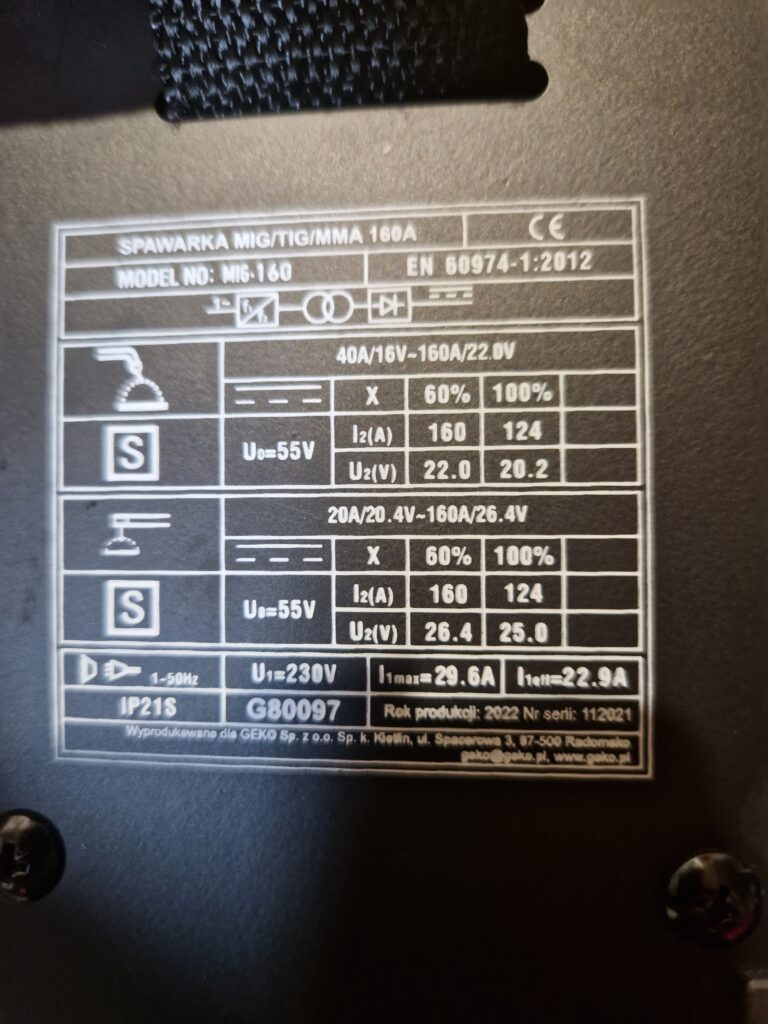 SPAWARKA MIG/TIG/MMA 160A CE
MODEL NO: MIG-160 EN 60974-1:2012
1~ f₁ f₂
40A/16V~160A/22.0V
X 60% 100%
S U₀=55V I₂(A) 160 124
U₂(V) 22.0 20.2
20A/20.4V~160A/26.4V
X 60% 100%
S U₀=55V I₂(A) 160 124
U₂(V) 26.4 25.0
1~50Hz U₁=230V I₁max=29.6A I₁eff=22.9A
IP21S G80097 Rok produkcji: 2022 Nr serii: 112021
Wyprodukowano dla GEKO Sp. z o.o. Sp. k. Kietlin, ul. Spacerowa 3, 97-500 Radomsko
geko@geko.pl, www.geko.pl